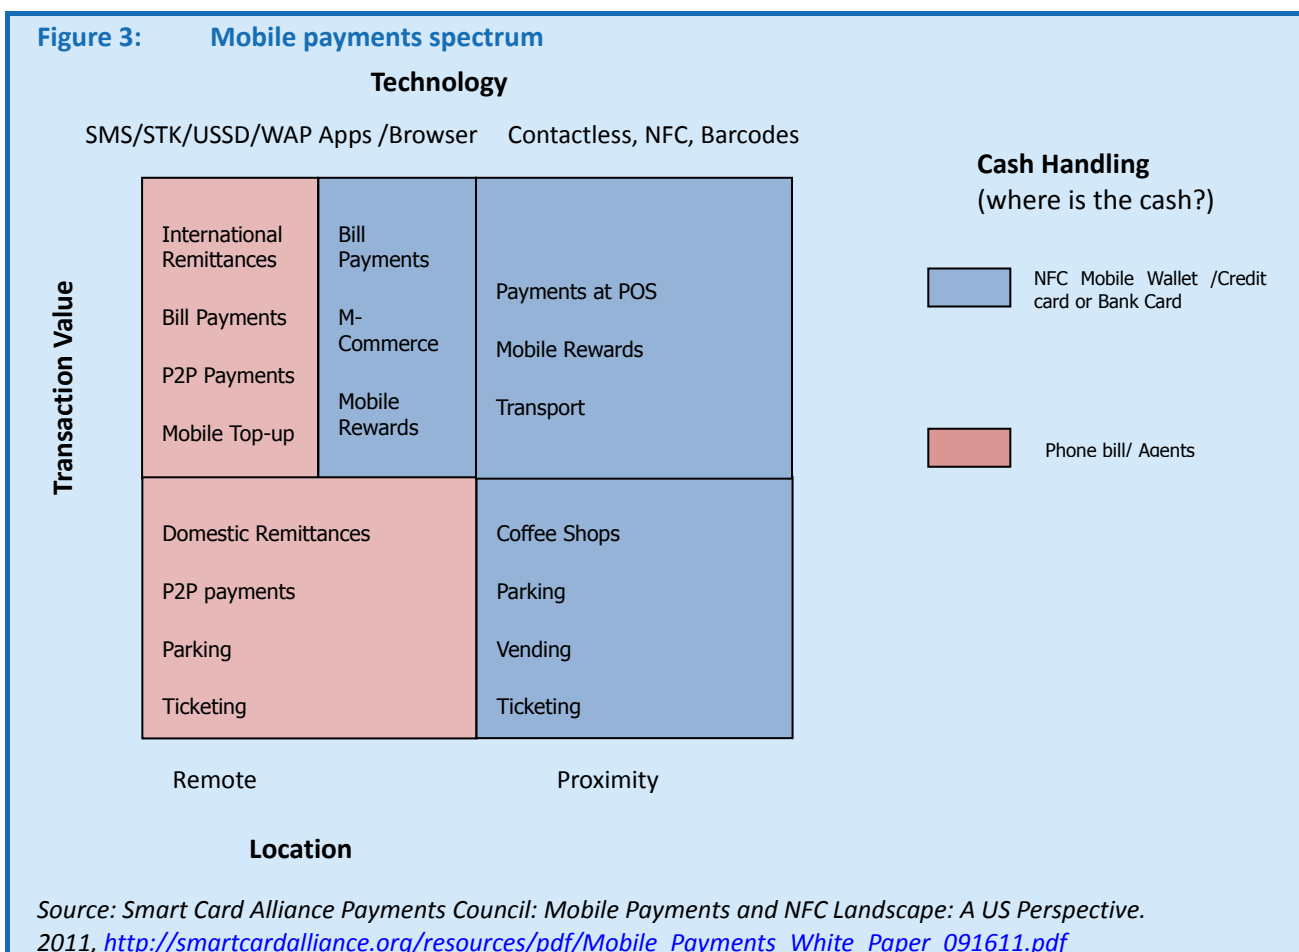 Figure 3: Mobile payments spectrum
Technology
SMS/STK/USSD/WAP Apps /Browser Contactless, NFC, Barcodes
Transaction Value
International
Remittances
Bill Payments
P2P Payments
Mobile Top-up
Bill
Payments
M-
Commerce
Mobile
Rewards
Payments at POS
Mobile Rewards
Transport
Domestic Remittances
P2P payments
Parking
Ticketing
Coffee Shops
Parking
Vending
Ticketing
Remote Proximity
Location
Cash Handling
(where is the cash?)
NFC Mobile Wallet /Credit
card or Bank Card
Phone bill/ Agents
Source: Smart Card Alliance Payments Council: Mobile Payments and NFC Landscape: A US Perspective.
2011, http://smartcardalliance.org/resources/pdf/Mobile_Payments_White_Paper_091611.pdf